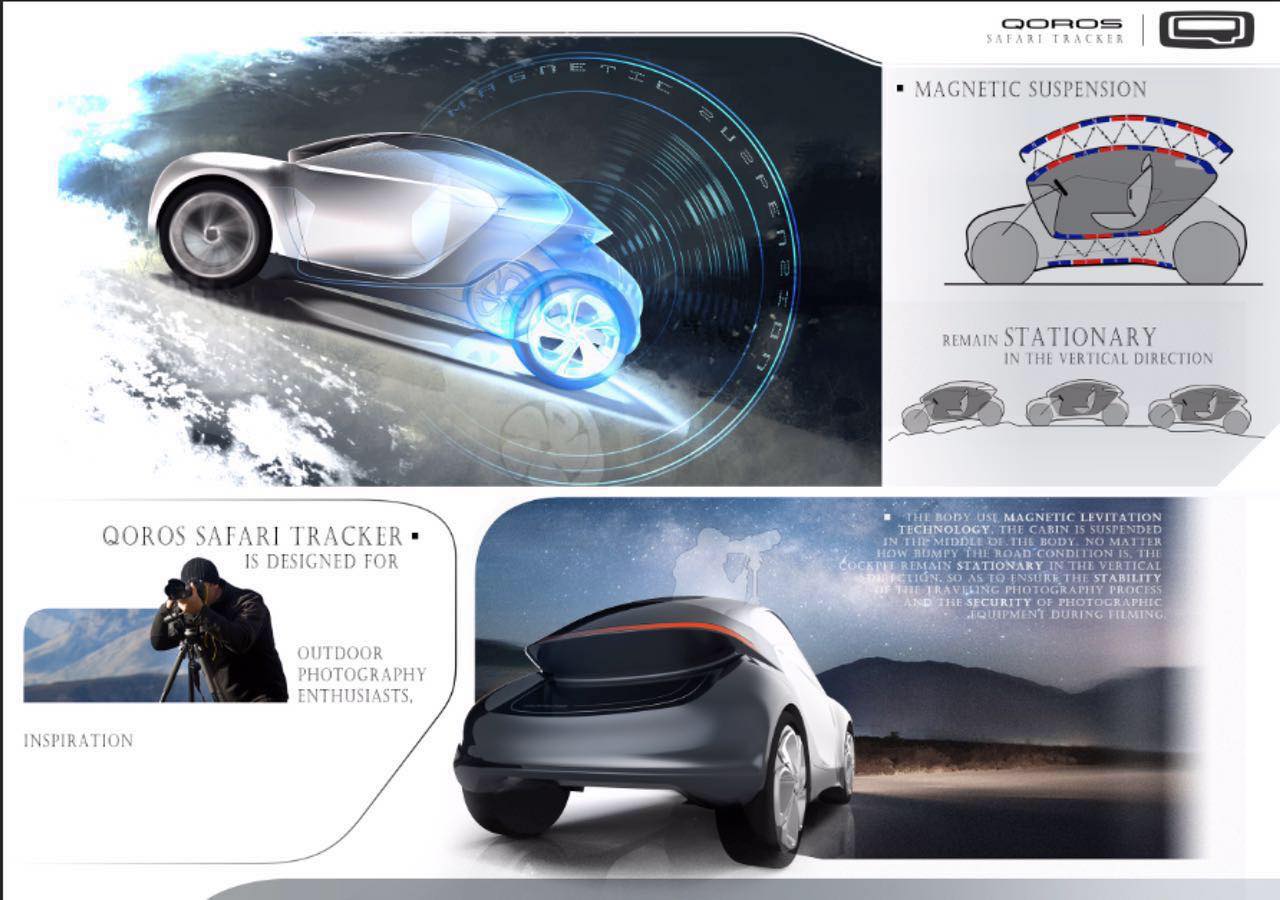 QOROS
SAFARI TRACKER
MAGNETIC SUSPENSION
MAGNETIC SUSPENSION
REMAIN STATIONARY
IN THE VERTICAL DIRECTION
QOROS SAFARI TRACKER
IS DESIGNED FOR
OUTDOOR
PHOTOGRAPHY
ENTHUSIASTS,
INSPIRATION
THE BODY USE MAGNETIC LEVITATION
TECHNOLOGY. THE CABIN IS SUSPENDED
IN THE MIDDLE OF THE BODY. NO MATTER
HOW BUMPY THE ROAD CONDITION IS, THE
COCKPIT REMAIN STATIONARY IN THE VERTICAL
DIRECTION, SO AS TO ENSURE THE STABILITY
OF THE TRAVELING PHOTOGRAPHY PROCESS
AND THE SECURITY OF PHOTOGRAPHIC
EQUIPMENT DURING FILMING.